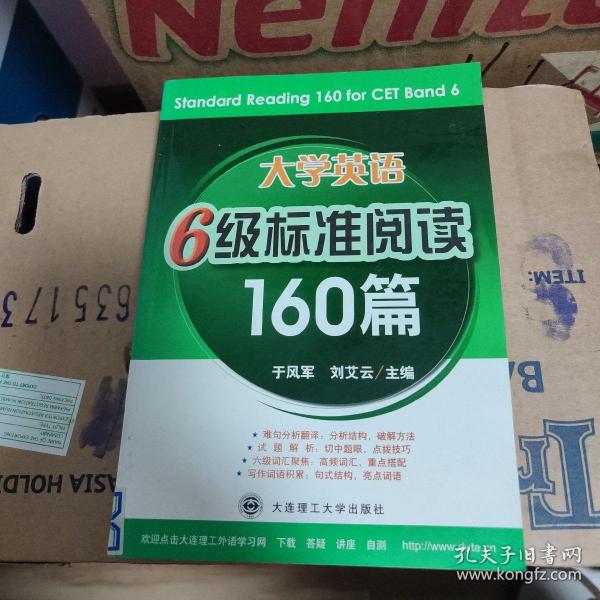 Standard Reading 160 for CET Band 6
大学英语
6级标准阅读
160篇
于风军 刘艾云/主编
★ 难句分析翻译：分析结构，破解方法
★ 试题解析：切中题眼，点拨技巧
★ 六级词汇聚焦：高频词汇，重点搭配
★ 写作词语积累：句式结构，亮点词语
大连理工大学出版社
欢迎点击大连理工外语学习网 下载 答疑 讲座 自测
635173
ITEM:
ASIA HOLD
孔夫子旧书网
www.kongfz.com